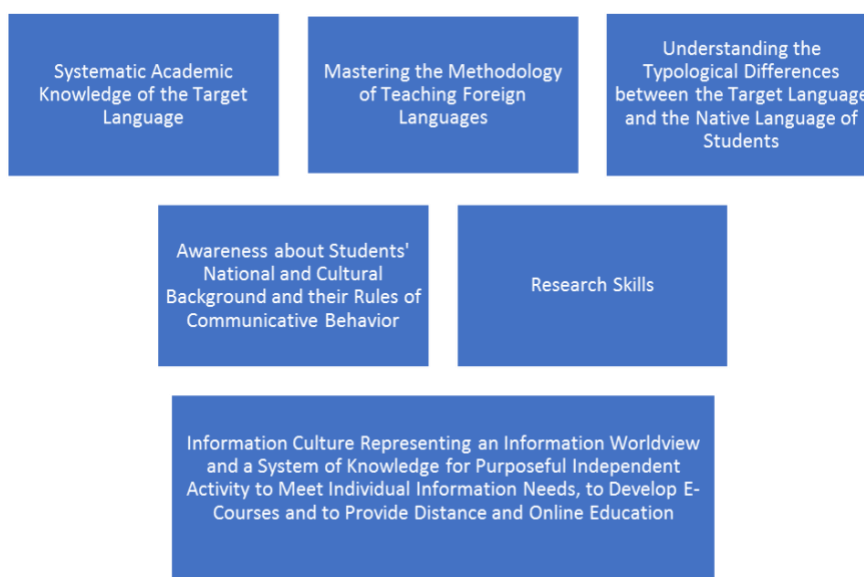 Systematic Academic
Knowledge of the Target
Language
Mastering the Methodology
of Teaching Foreign
Languages
Understanding the
Typological Differences
between the Target Language
and the Native Language of
Students
Awareness about Students'
National and Cultural
Background and their Rules of
Communicative Behavior
Research Skills
Information Culture Representing an Information Worldview
and a System of Knowledge for Purposeful Independent
Activity to Meet Individual Information Needs, to Develop E-
Courses and to Provide Distance and Online Education